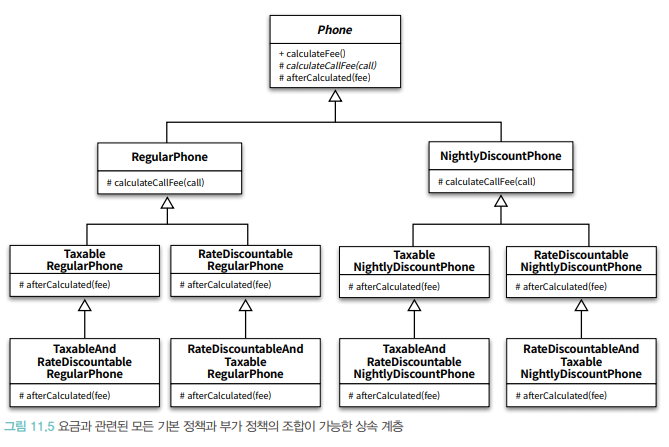 Phone
+ calculateFee()
# calculateCallFee(call)
# afterCalculated(fee)
RegularPhone
# calculateCallFee(call)
NightlyDiscountPhone
# calculateCallFee(call)
Taxable
RegularPhone
# afterCalculated(fee)
RateDiscountable
RegularPhone
# afterCalculated(fee)
Taxable
NightlyDiscountPhone
# afterCalculated(fee)
RateDiscountable
NightlyDiscountPhone
# afterCalculated(fee)
TaxableAnd
RateDiscountable
RegularPhone
# afterCalculated(fee)
RateDiscountableAnd
Taxable
RegularPhone
# afterCalculated(fee)
TaxableAnd
RateDiscountable
NightlyDiscountPhone
# afterCalculated(fee)
RateDiscountableAnd
Taxable
NightlyDiscountPhone
# afterCalculated(fee)
그림 11.5 요금과 관련된 모든 기본 정책과 부가 정책의 조합이 가능한 상속 계층